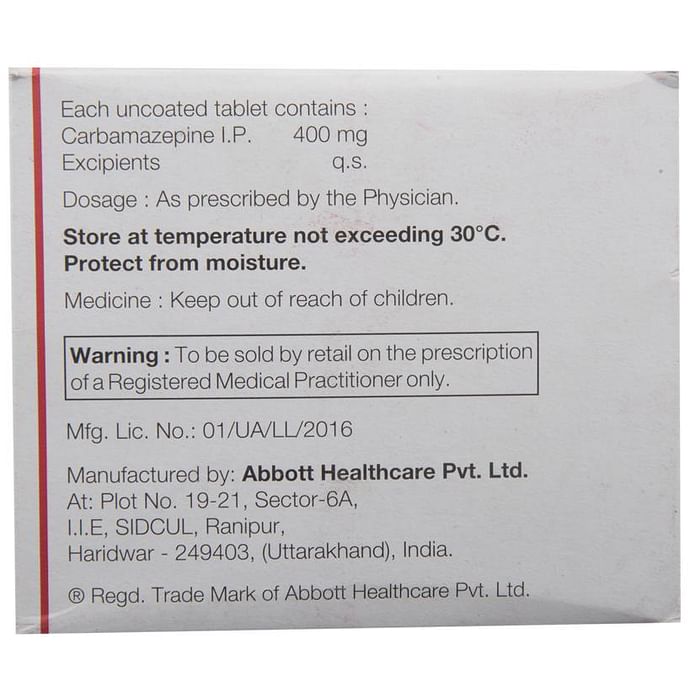 Each uncoated tablet contains :
Carbamazepine I.P. 400 mg
Excipients q.s.
Dosage : As prescribed by the Physician.
Store at temperature not exceeding 30°C.
Protect from moisture.
Medicine : Keep out of reach of children.
Warning : To be sold by retail on the prescription
of a Registered Medical Practitioner only.
Mfg. Lic. No.: 01/UA/LL/2016
Manufactured by: Abbott Healthcare Pvt. Ltd.
At: Plot No. 19-21, Sector-6A,
I.I.E, SIDCUL, Ranipur,
Haridwar - 249403, (Uttarakhand), India.
® Regd. Trade Mark of Abbott Healthcare Pvt. Ltd.